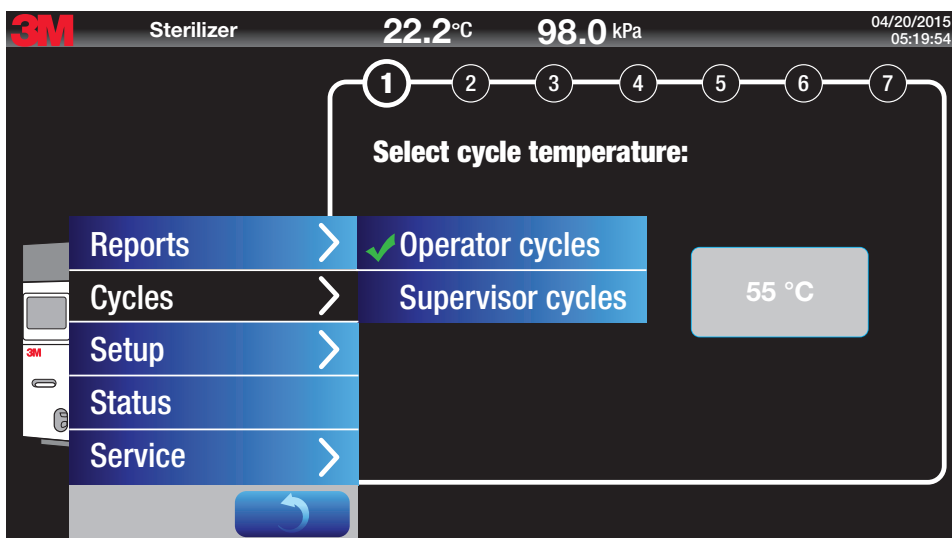 3M Sterilizer 22.2°C 98.0 kPa 04/20/2015
05:19:54
1 2 3 4 5 6 7
Select cycle temperature:
Reports
Operator cycles
Cycles
Supervisor cycles
55 °C
Setup
3M
Status
Service